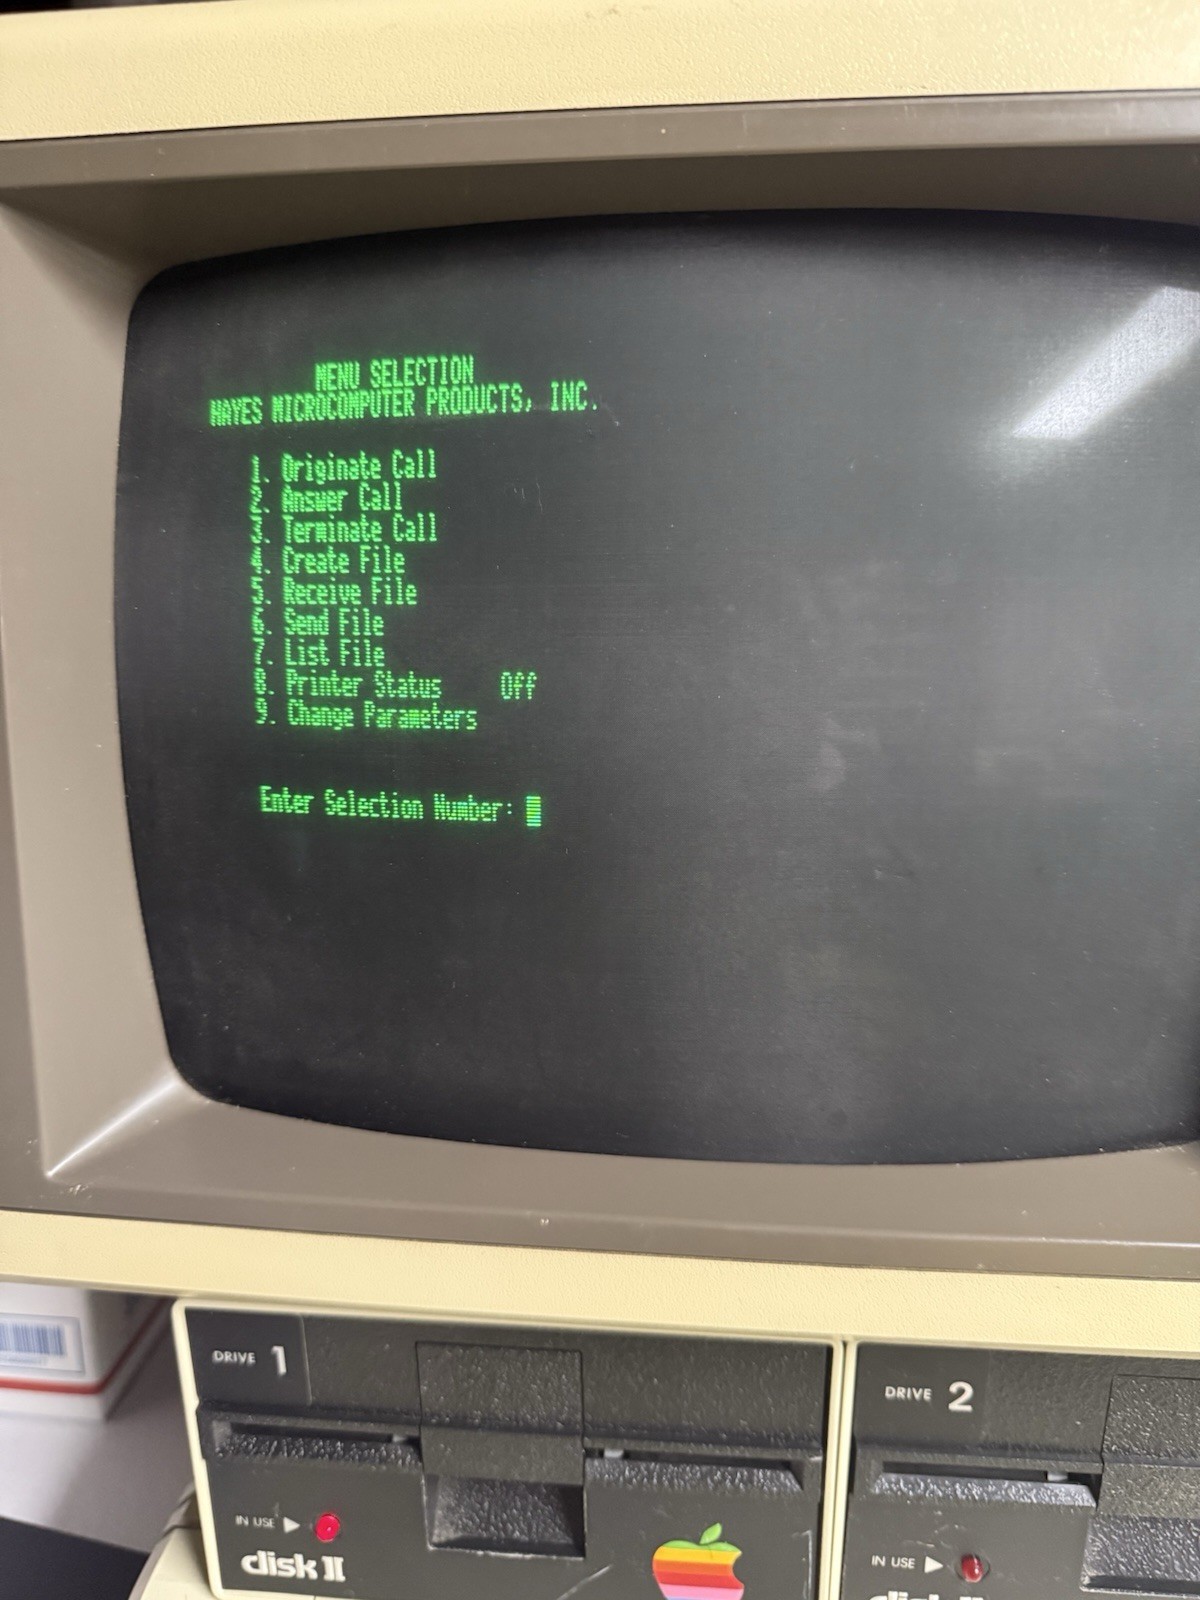 MENU SELECTION
HAYES MICROCOMPUTER PRODUCTS, INC.
1. Originate Call
2. Answer Call
3. Terminate Call
4. Create File
5. Receive File
6. Send File
7. List File
8. Printer Status Off
9. Change Parameters
Enter Selection Number:
DRIVE 1
DRIVE 2
IN USE
disk ][
IN USE